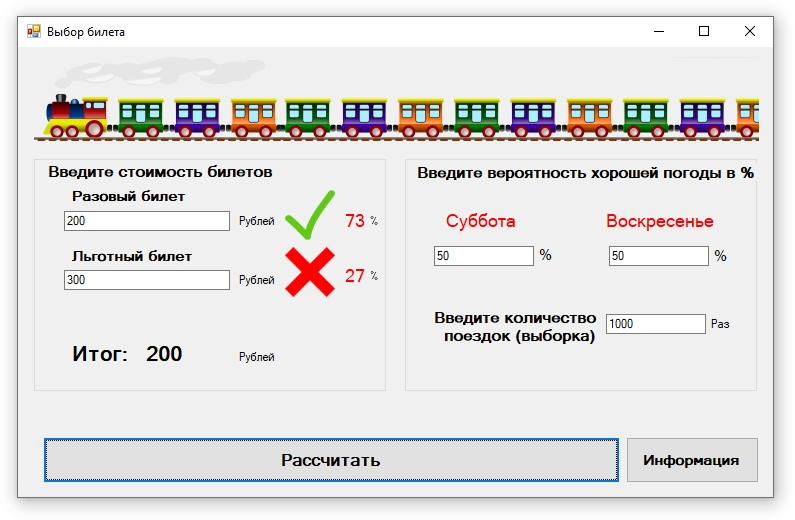 Выбор билета
Введите стоимость билетов
Разовый билет
200 Рублей 73 %
Льготный билет
300 Рублей 27 %
Итог: 200 Рублей
Введите вероятность хорошей погоды в %
Суббота Воскресенье
50 % 50 %
Введите количество
поездок (выборка) 1000 Раз
Рассчитать
Информация